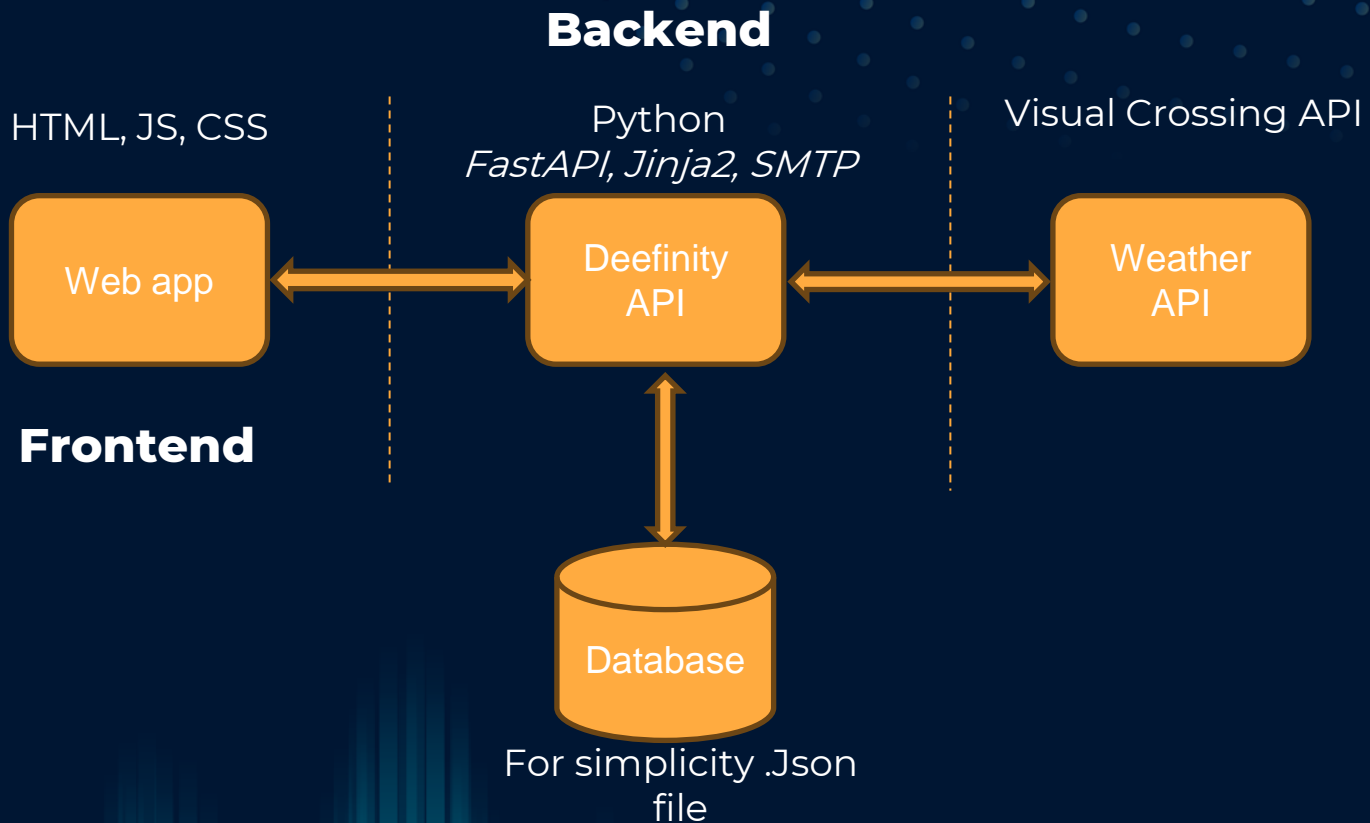 Backend
HTML, JS, CSS
Python
FastAPI, Jinja2, SMTP
Visual Crossing API
Web app
Deefinity
API
Weather
API
Frontend
Database
For simplicity .Json
file